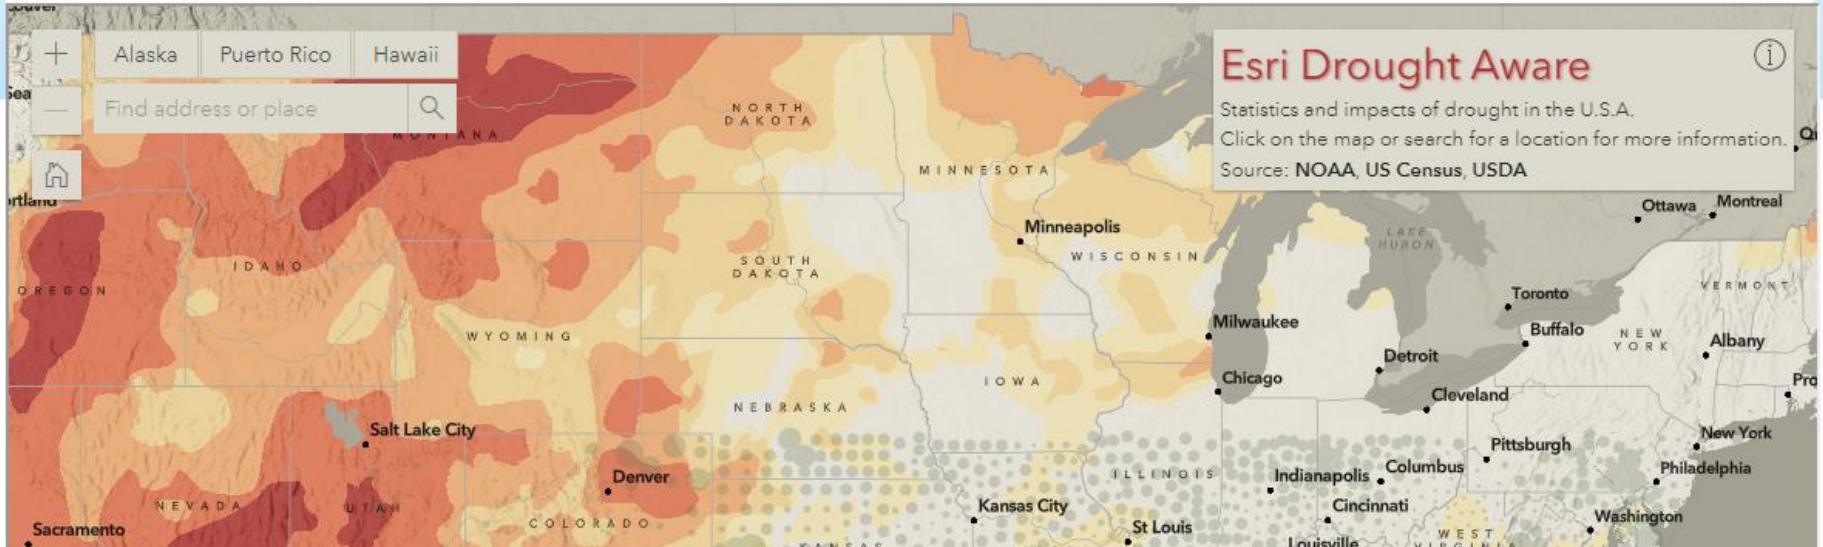 +
Alaska
Puerto Rico
Hawaii
Find address or place
Esri Drought Aware
i
Statistics and impacts of drought in the U.S.A.
Click on the map or search for a location for more information.
Source: NOAA, US Census, USDA
MONTANA
NORTH
DAKOTA
MINNESOTA
Ottawa
Montreal
Minneapolis
LAKE
HURON
IDAHO
SOUTH
DAKOTA
WISCONSIN
OREGON
VERMONT
Toronto
WYOMING
Milwaukee
Buffalo
NEW
YORK
Albany
Detroit
IOWA
Chicago
Cleveland
NEBRASKA
Salt Lake City
New York
Pittsburgh
Denver
ILLINOIS
Indianapolis
Columbus
Philadelphia
NEVADA
UTAH
Kansas City
Cincinnati
COLORADO
Sacramento
St Louis
Washington
WEST
KANSAS
Louisville
VIRGINIA